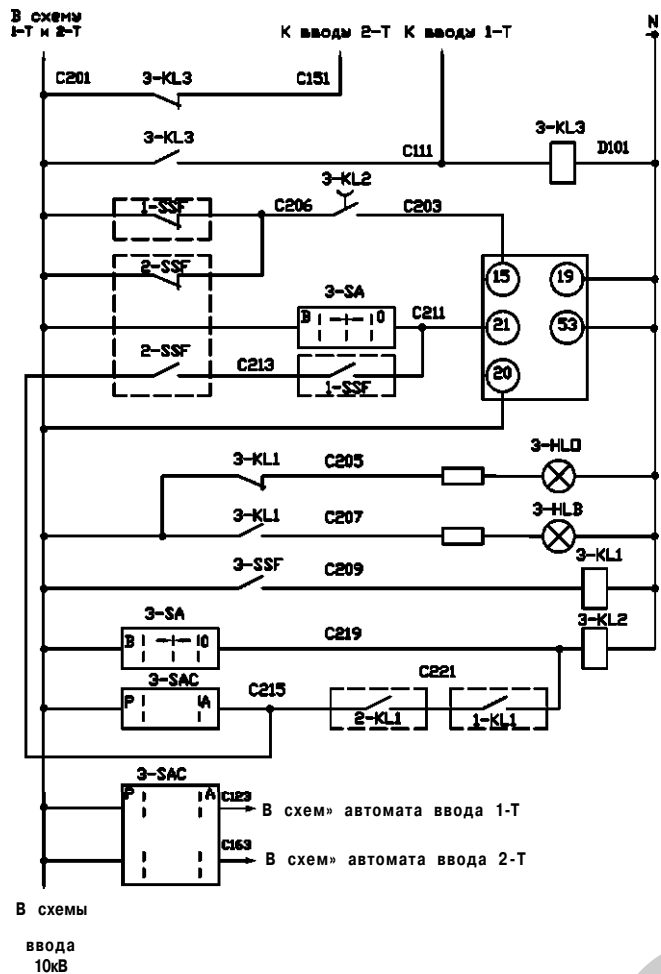 В схемы
1-Т и 2-Т
К вводу 2-Т К вводу 1-Т
N
C201
3-KL3
C151
3-KL3
C111
3-KL3
D101
3-KL2
1-SSF
C206
C203
2-SSF
15
19
3-SA
C211
В
О
21
53
2-SSF
C213
1-SSF
20
3-KL1
C205
3-HLO
3-KL1
C207
3-HLB
3-SSF
C209
3-KL1
3-SA
C219
3-KL2
В
О
3-SAC
C215
C221
Р
А
2-KL1
1-KL1
3-SAC
Р
А
C123
В схем» автомата ввода 1-Т
C163
В схем» автомата ввода 2-Т
В схемы
ввода
10кВ